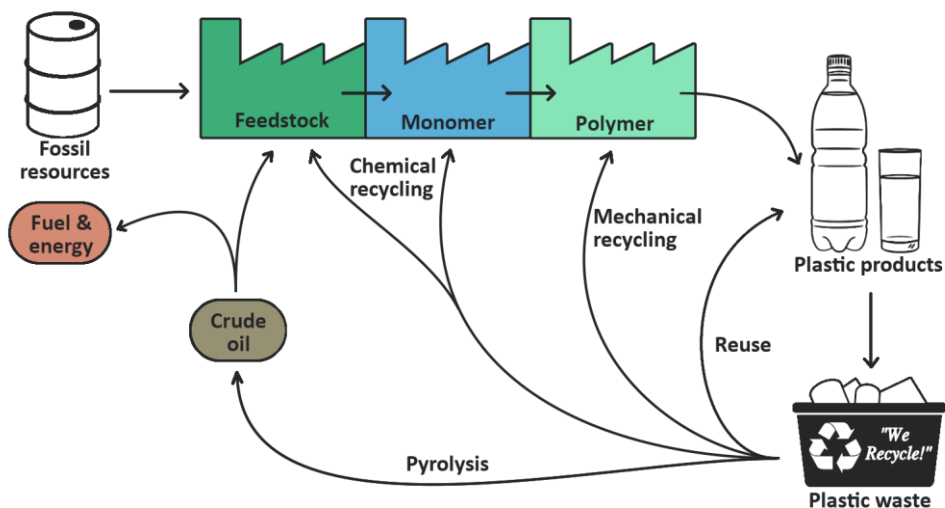 Feedstock
Monomer
Polymer
Fossil
resources
Chemical
recycling
Mechanical
recycling
Fuel &
energy
Plastic products
Crude
oil
Reuse
"We
Recycle!"
Pyrolysis
Plastic waste